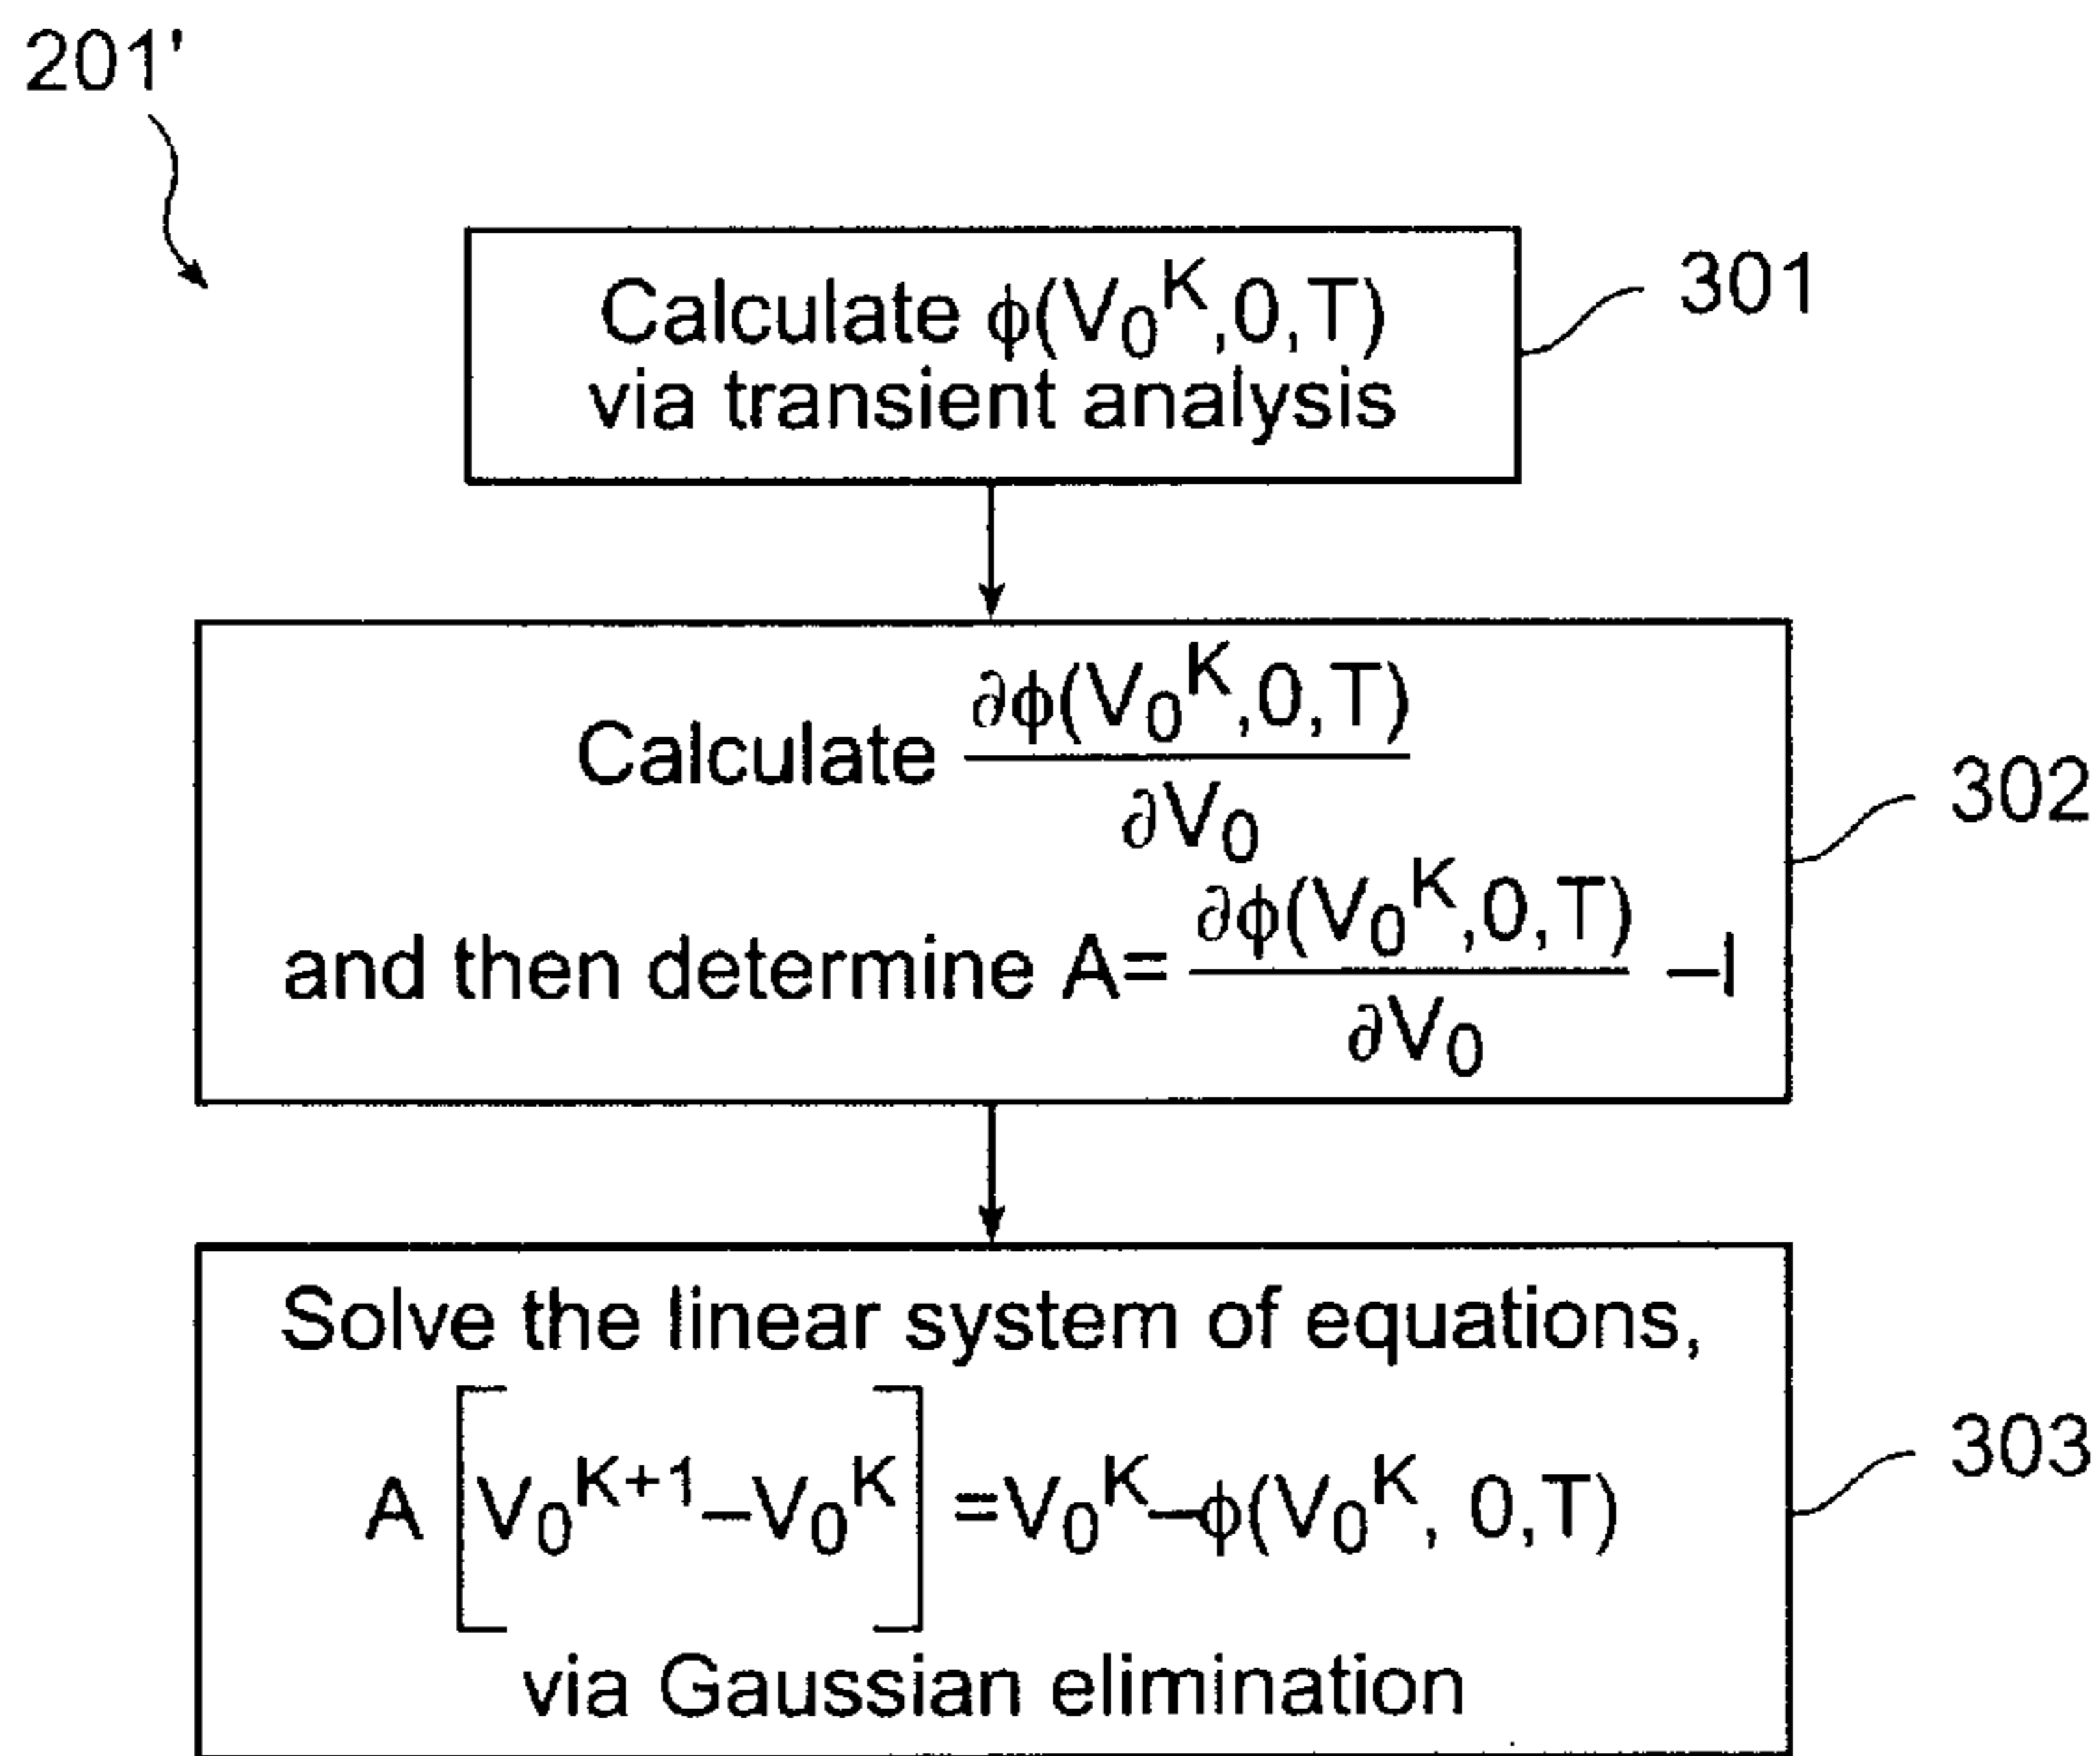 201'
Calculate ϕ(V₀ᴷ,0,T)
via transient analysis
301
Calculate ∂ϕ(V₀ᴷ,0,T)/∂V₀
and then determine A= ∂ϕ(V₀ᴷ,0,T)/∂V₀ –I
302
Solve the linear system of equations,
A [V₀ᴷ⁺¹–V₀ᴷ] =V₀ᴷ–ϕ(V₀ᴷ, 0,T)
via Gaussian elimination
303